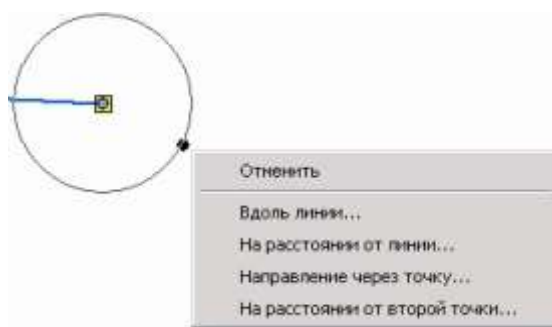 Отменить
Вдоль линии...
На расстоянии от линии...
Направление через точку...
На расстоянии от второй точки...